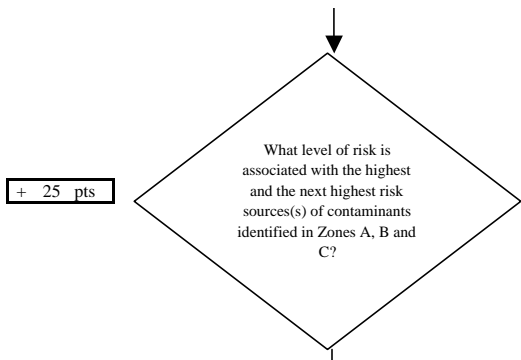 What level of risk is
associated with the highest
and the next highest risk
sources(s) of contaminants
identified in Zones A, B and
C?
+ 25 pts